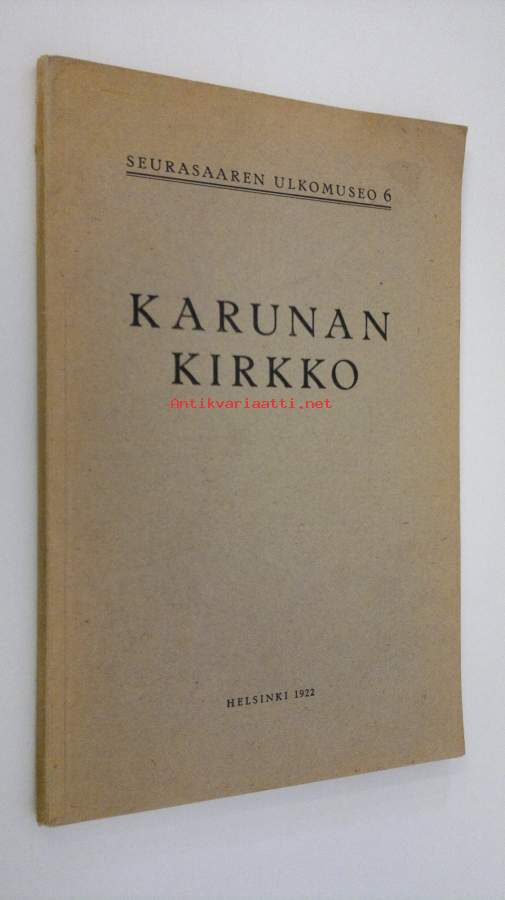 SEURASAAREN ULKOMUSEO 6
KARUNAN
KIRKKO
Antikvariaatti.net
HELSINKI 1922